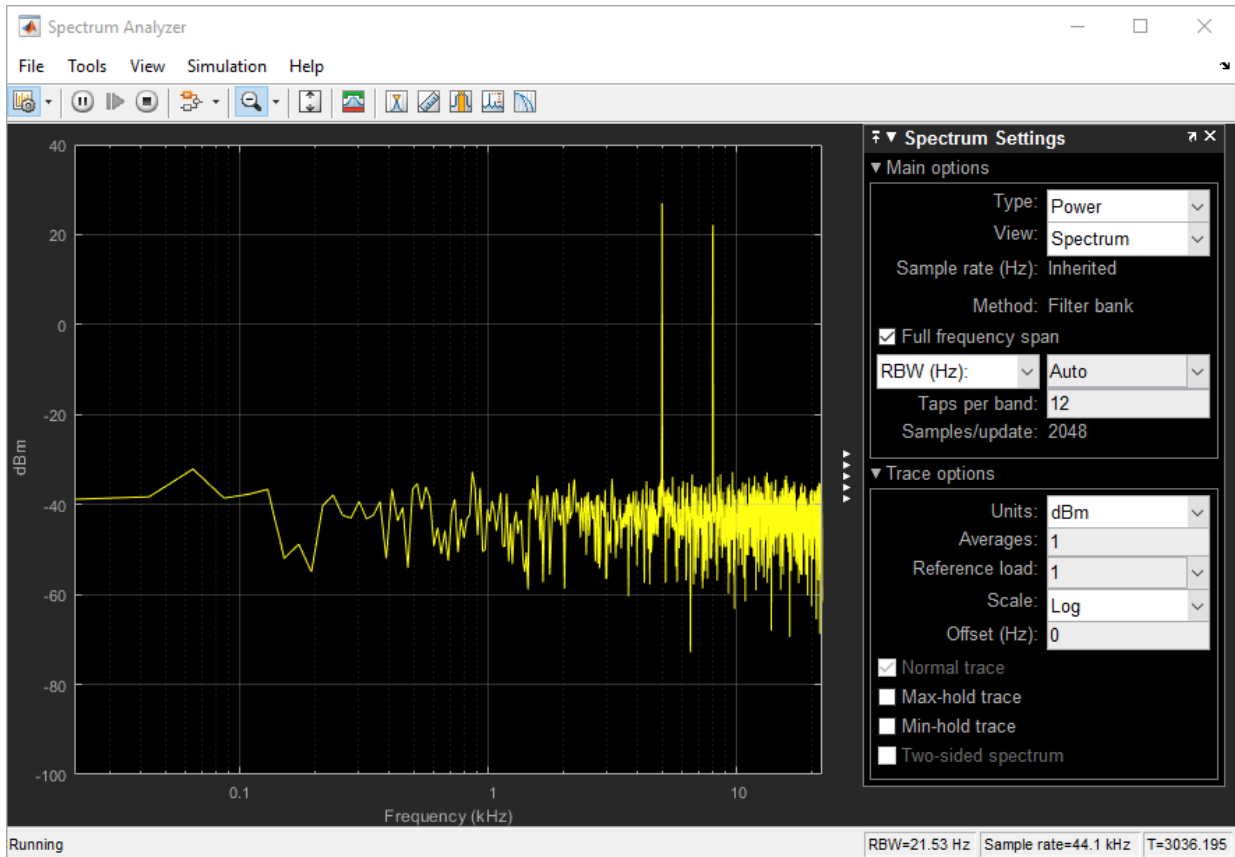 Spectrum Analyzer
File Tools View Simulation Help
40
20
0
-20
-40
-60
-80
-100
dBm
0.1 1 10
Frequency (kHz)
Spectrum Settings
Main options
Type: Power
View: Spectrum
Sample rate (Hz): Inherited
Method: Filter bank
Full frequency span
RBW (Hz): Auto
Taps per band: 12
Samples/update: 2048
Trace options
Units: dBm
Averages: 1
Reference load: 1
Scale: Log
Offset (Hz): 0
Normal trace
Max-hold trace
Min-hold trace
Two-sided spectrum
Running RBW=21.53 Hz Sample rate=44.1 kHz T=3036.195